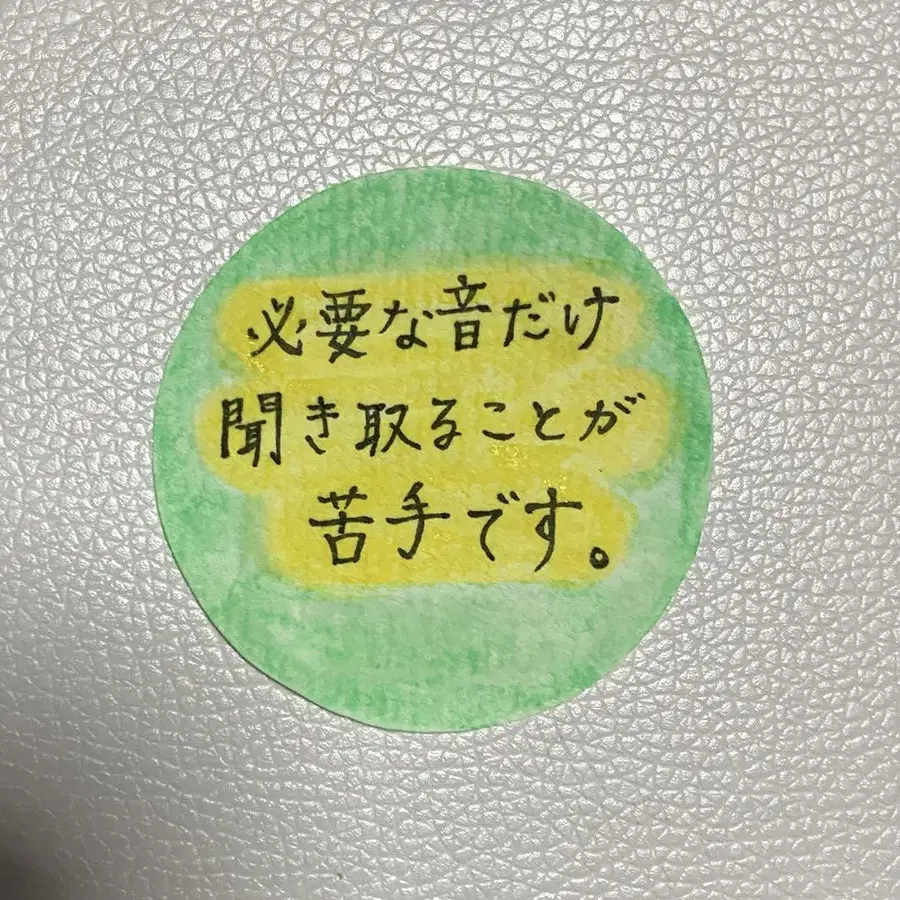 必要な音だけ
聞き取ることが
苦手です。